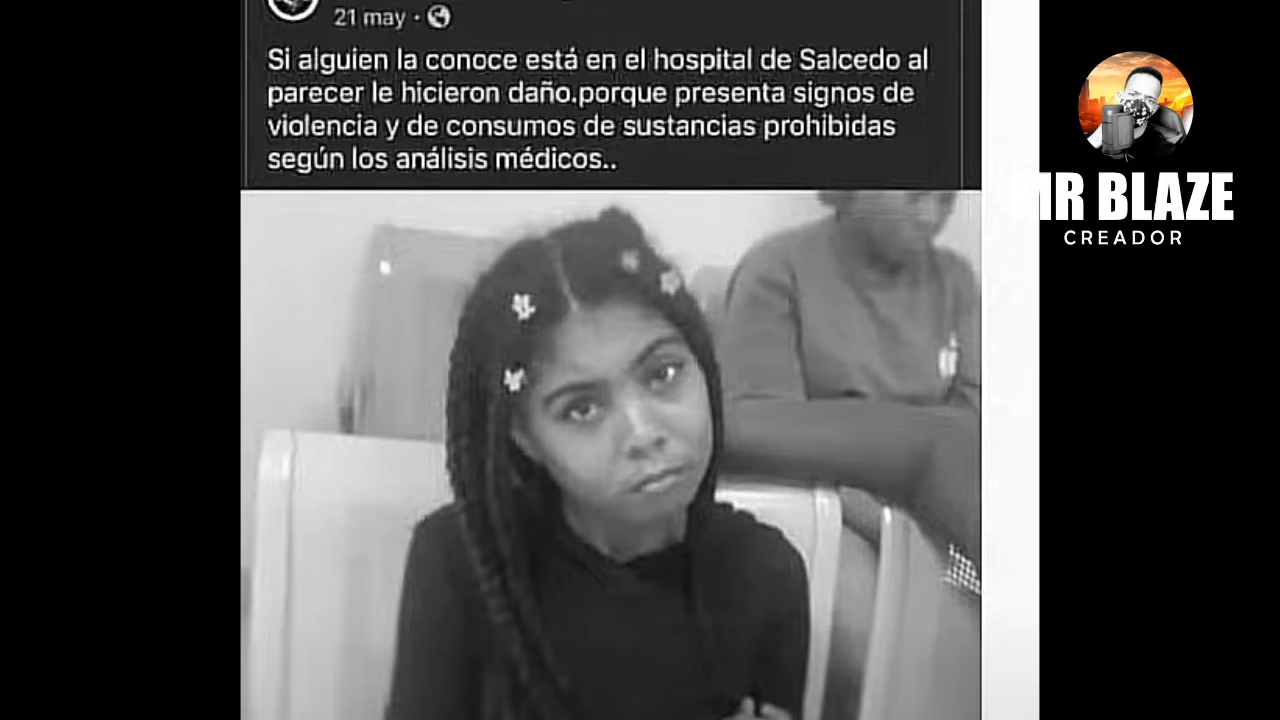 21 may ·
Si alguien la conoce está en el hospital de Salcedo al
parecer le hicieron daño.porque presenta signos de
violencia y de consumos de sustancias prohibidas
según los análisis médicos..
MR BLAZE
CREADOR